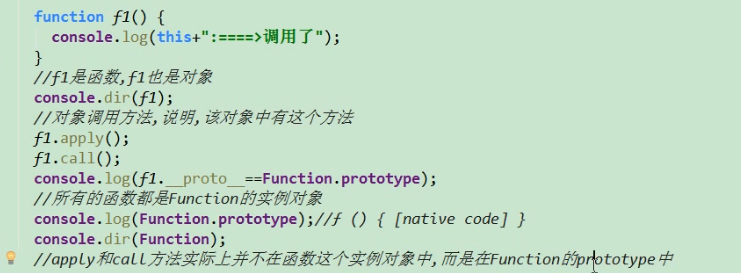 function f1() {
console.log(this+":====>调用了");
}
//f1是函数,f1也是对象
console.dir(f1);
//对象调用方法,说明,该对象中有这个方法
f1.apply();
f1.call();
console.log(f1.__proto__==Function.prototype);
//所有的函数都是Function的实例对象
console.log(Function.prototype);//ƒ () { [native code] }
console.dir(Function);
//apply和call方法实际上并不在函数这个实例对象中,而是在Function的prototype中